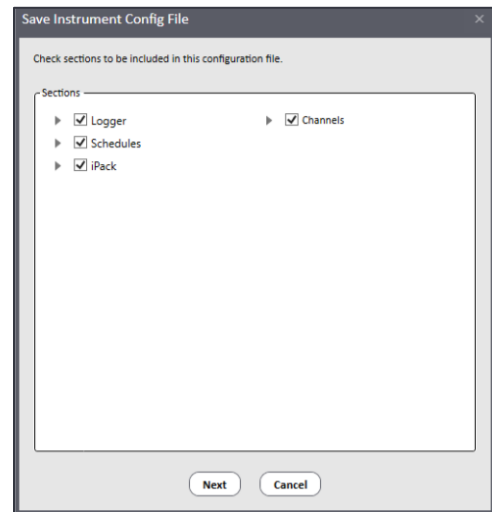 Save Instrument Config File
Check sections to be included in this configuration file.
Sections
Logger
Channels
Schedules
iPack
Next
Cancel